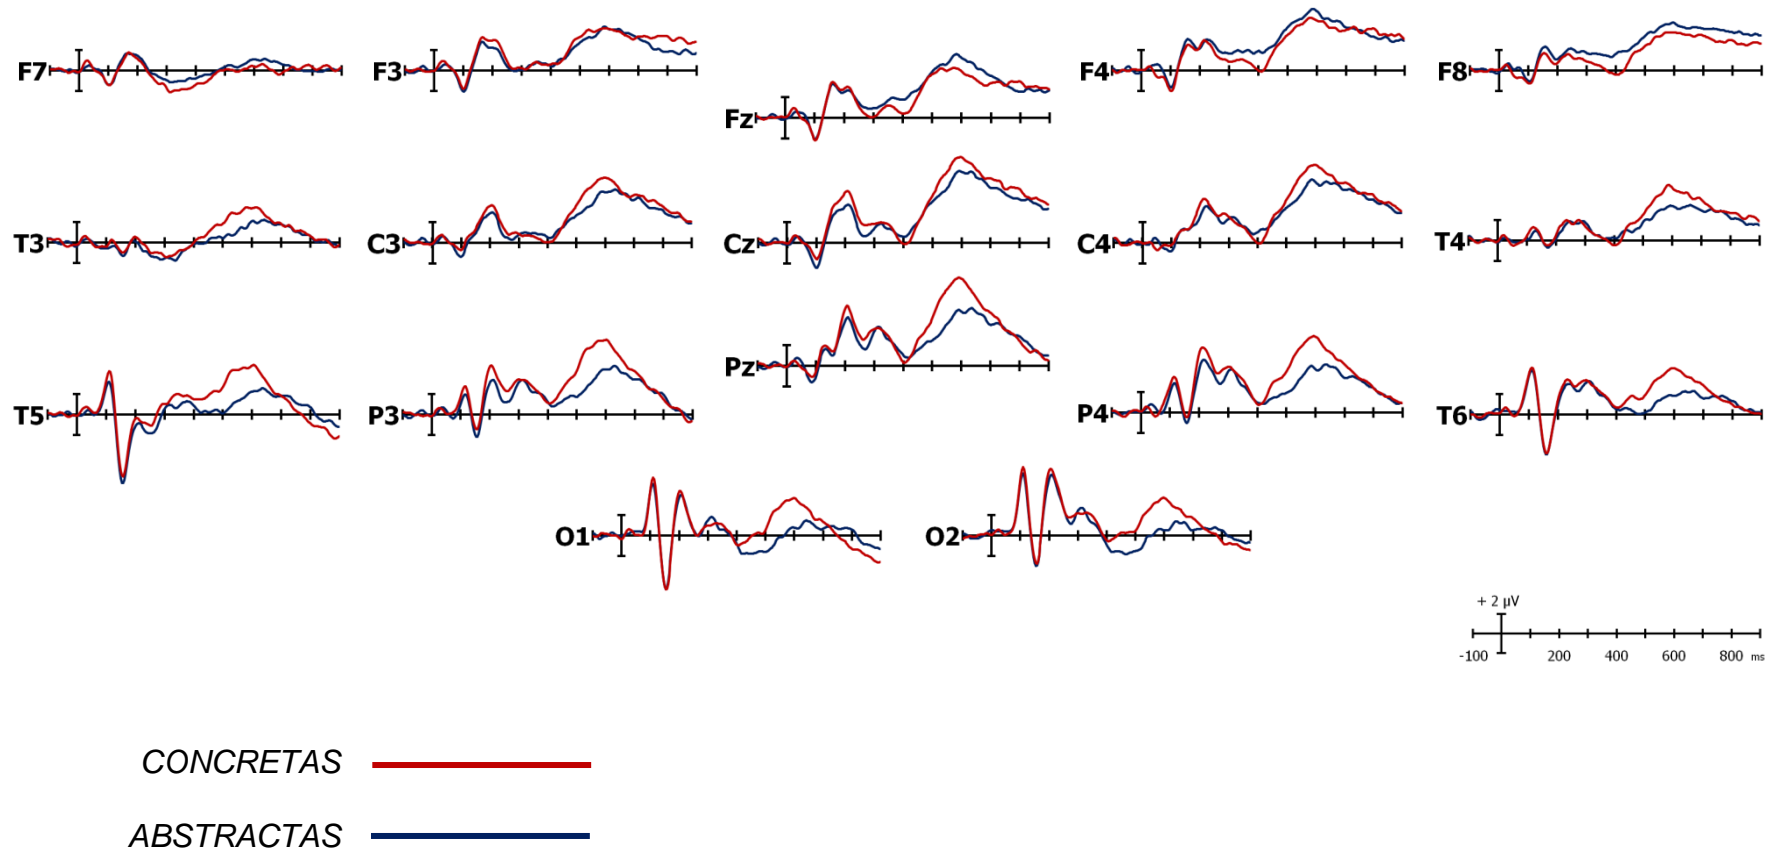 F7
F3
Fz
F4
F8
T3
C3
Cz
C4
T4
T5
P3
Pz
P4
T6
O1
O2
+ 2 µV
-100 200 400 600 800 ms
CONCRETAS
ABSTRACTAS